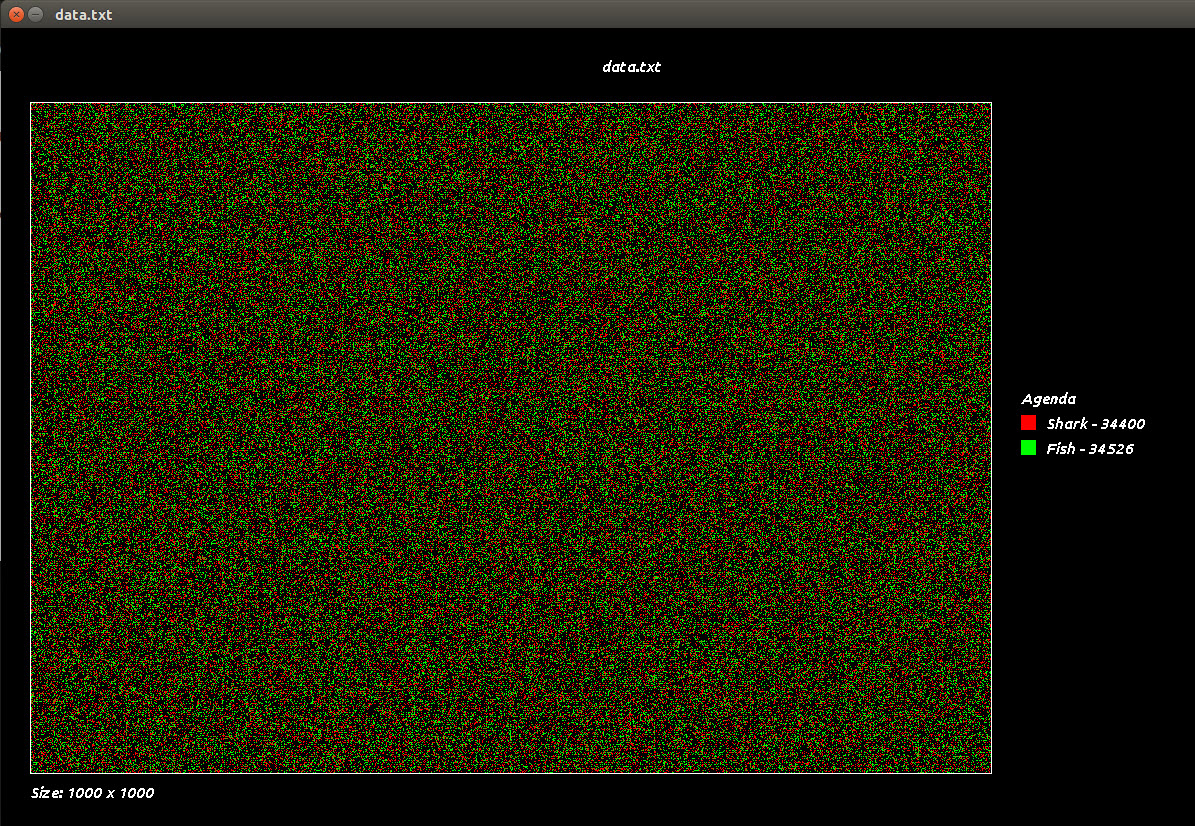 data.txt
data.txt
Agenda
Shark - 34400
Fish - 34526
Size: 1000 x 1000